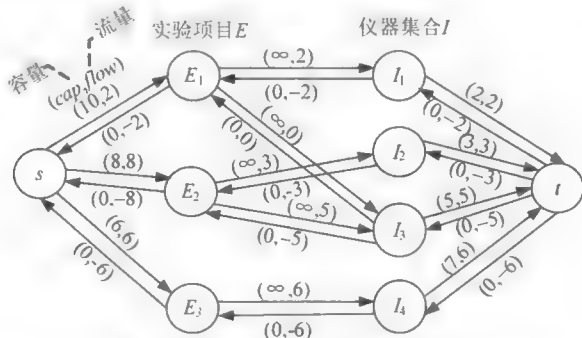 流量
容量
实验项目E
仪器集合I
(cap,flow)
(10,2)
(0,-2)
E1
(∞,2)
(0,-2)
I1
(2,2)
(0,-2)
(∞,0)
(0,0)
s
(8,8)
(0,-8)
E2
(∞,3)
(0,-3)
I2
(3,3)
(0,-3)
t
(∞,5)
(0,-5)
I3
(5,5)
(0,-5)
(6,6)
(0,-6)
E3
(∞,6)
(0,-6)
I4
(7,6)
(0,-6)